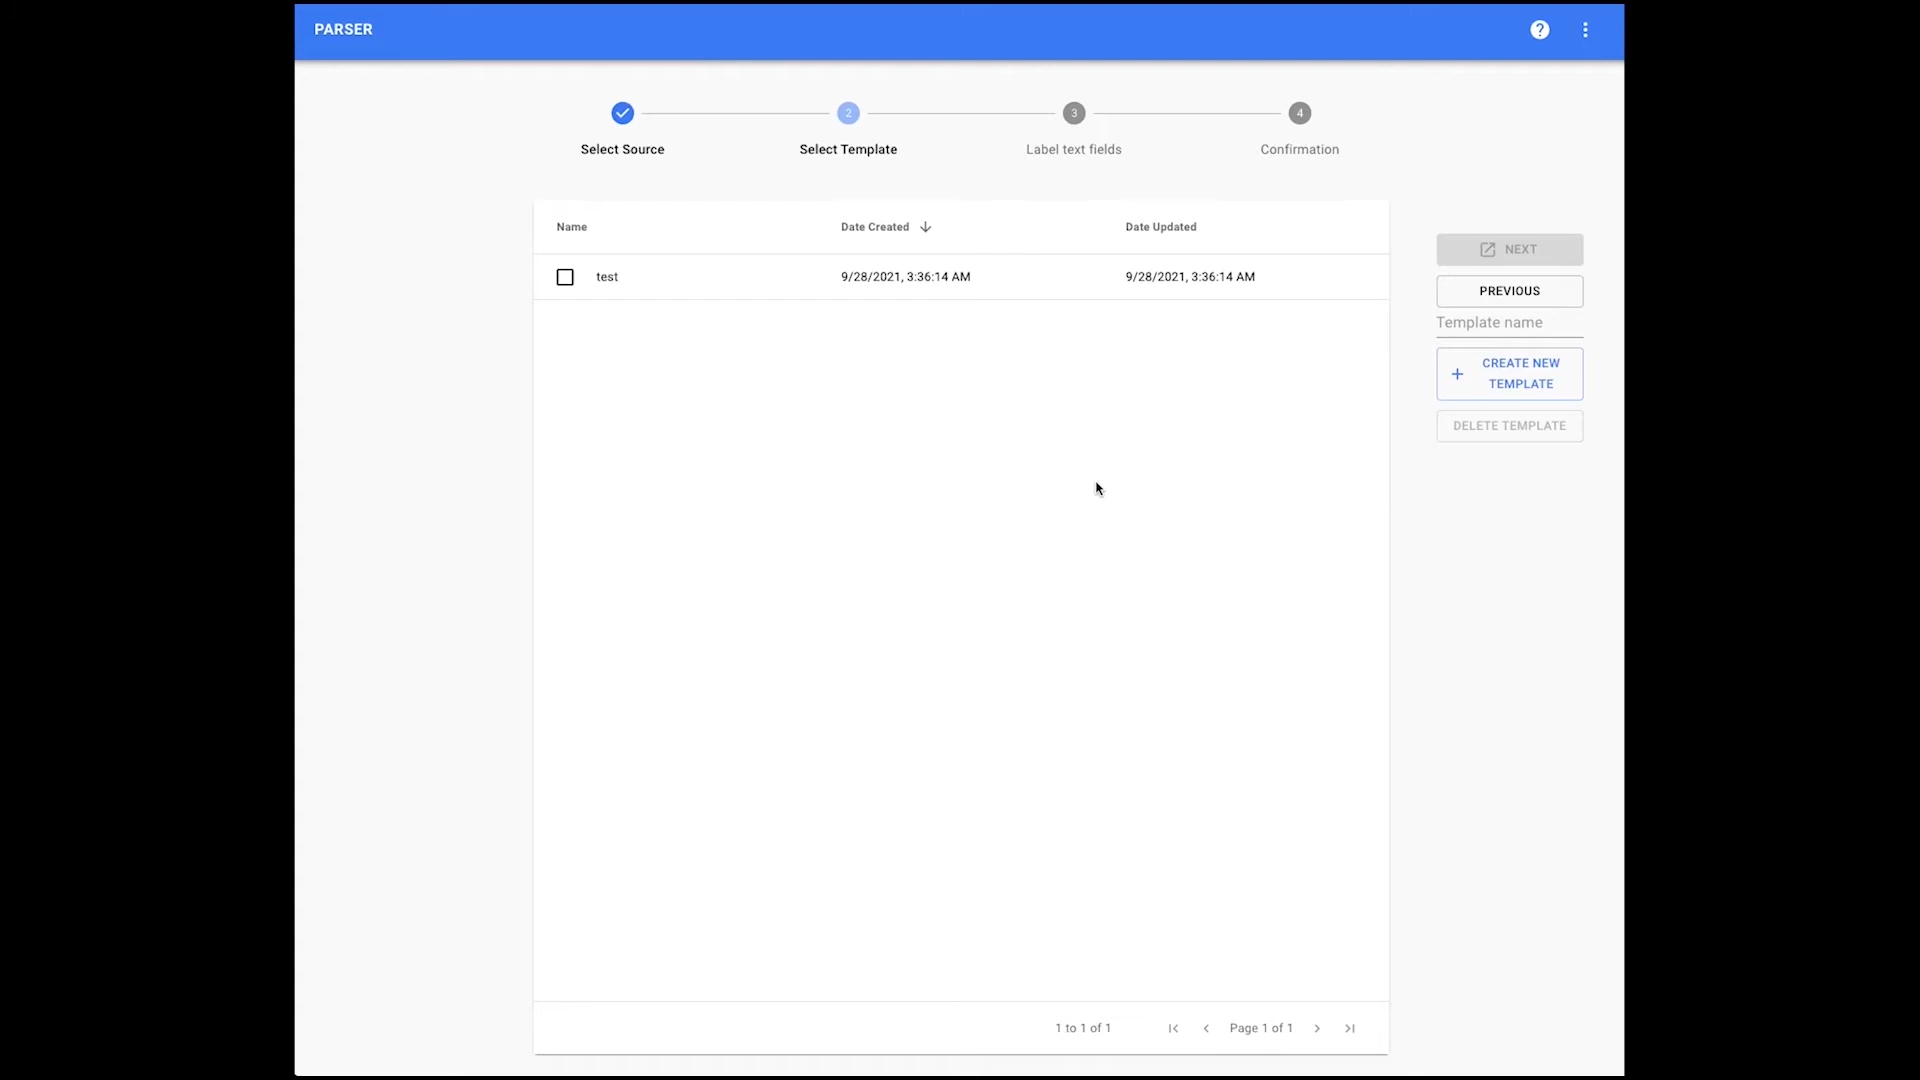 PARSER
?
2
3
4
Select Source
Select Template
Label text fields
Confirmation
Name
Date Created
Date Updated
test
9/28/2021, 3:36:14 AM
9/28/2021, 3:36:14 AM
NEXT
PREVIOUS
Template name
CREATE NEW
TEMPLATE
DELETE TEMPLATE
1 to 1 of 1
Page 1 of 1